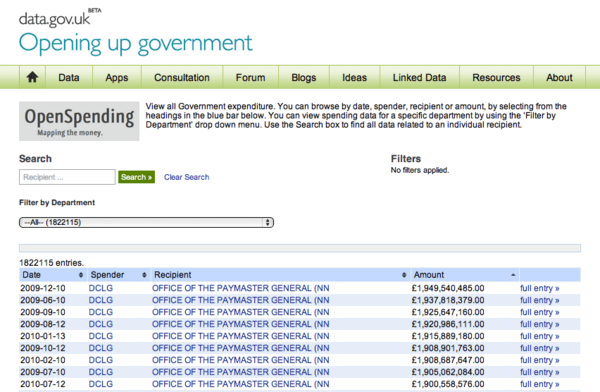 data.gov.uk BETA
Opening up government
Data Apps Consultation Forum Blogs Ideas Linked Data Resources About
OpenSpending
Mapping the money.
View all Government expenditure. You can browse by date, spender, recipient or amount, by selecting from the
headings in the blue bar below. You can view spending data for a specific department by using the 'Filter by
Department' drop down menu. Use the Search box to find all data related to an individual recipient.
Search
Filters
No filters applied.
Recipient ... Search » Clear Search
Filter by Department
--All-- (1822115)
1822115 entries.
Date Spender Recipient Amount
2009-12-10 DCLG OFFICE OF THE PAYMASTER GENERAL (NN £1,949,540,485.00 full entry »
2009-06-10 DCLG OFFICE OF THE PAYMASTER GENERAL (NN £1,937,818,379.00 full entry »
2009-09-10 DCLG OFFICE OF THE PAYMASTER GENERAL (NN £1,925,647,160.00 full entry »
2009-08-12 DCLG OFFICE OF THE PAYMASTER GENERAL (NN £1,920,986,111.00 full entry »
2010-01-13 DCLG OFFICE OF THE PAYMASTER GENERAL (NN £1,915,889,180.00 full entry »
2009-10-12 DCLG OFFICE OF THE PAYMASTER GENERAL (NN £1,908,901,763.00 full entry »
2010-02-10 DCLG OFFICE OF THE PAYMASTER GENERAL (NN £1,908,687,647.00 full entry »
2009-07-10 DCLG OFFICE OF THE PAYMASTER GENERAL (NN £1,905,062,084.00 full entry »
2010-07-12 DCLG OFFICE OF THE PAYMASTER GENERAL (NN £1,900,558,576.00 full entry »